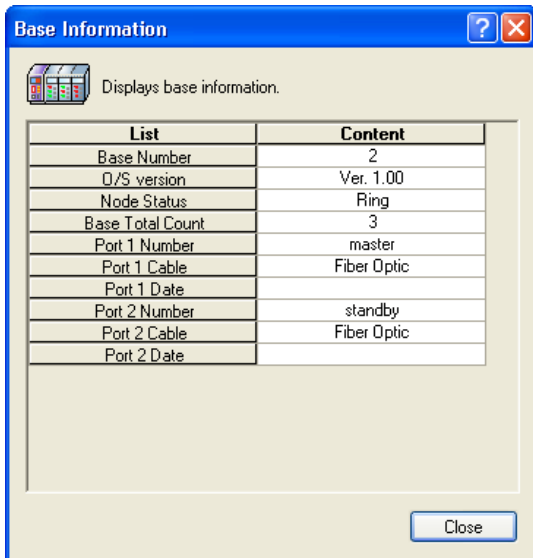 Base Information
Displays base information.
List Content
Base Number 2
O/S version Ver. 1.00
Node Status Ring
Base Total Count 3
Port 1 Number master
Port 1 Cable Fiber Optic
Port 1 Date
Port 2 Number standby
Port 2 Cable Fiber Optic
Port 2 Date
Close